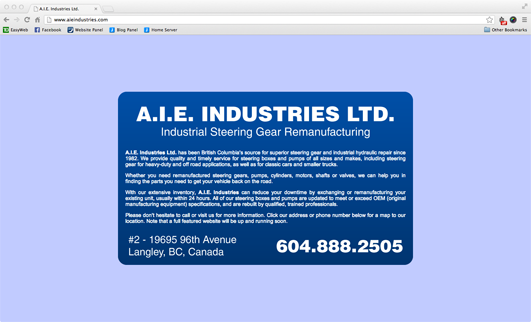 A.I.E. Industries Ltd.
www.aieindustries.com
EasyWeb Facebook Website Panel Blog Panel Home Server Other Bookmarks
A.I.E. INDUSTRIES LTD.
Industrial Steering Gear Remanufacturing
A.I.E. Industries Ltd. has been British Columbia's source for superior steering gear and industrial hydraulic repair since
1982. We provide quality and timely service for steering boxes and pumps of all sizes and makes, including steering
gear for heavy-duty and off road applications, as well as for classic cars and smaller trucks.
Whether you need remanufactured steering gears, pumps, cylinders, motors, shafts or valves, we can help you in
finding the parts you need to get your vehicle back on the road.
With our extensive inventory, A.I.E. Industries can reduce your downtime by exchanging or remanufacturing your
existing unit, usually within 24 hours. All of our steering boxes and pumps are updated to meet or exceed OEM (original
manufacturing equipment) specifications, and are rebuilt by qualified, trained professionals.
Please don't hesitate to call or visit us for more information. Click our address or phone number below for a map to our
location. Note that a full featured website will be up and running soon.
#2 - 19695 96th Avenue
Langley, BC, Canada
604.888.2505